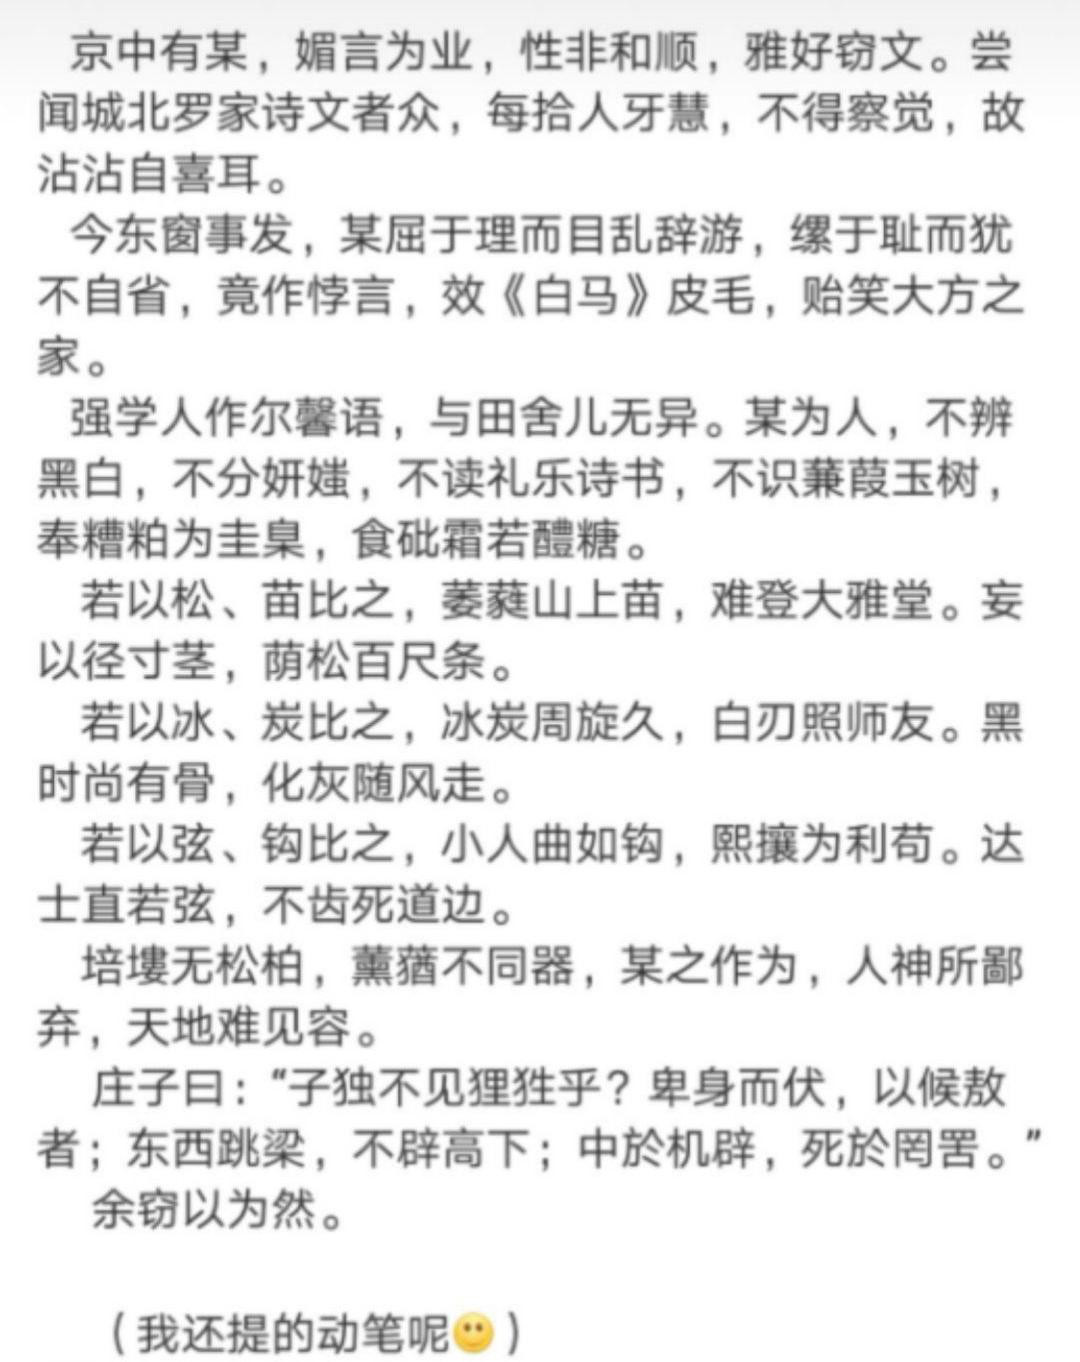 京中有某，媚言为业，性非和顺，雅好窃文。尝
闻城北罗家诗文者众，每拾人牙慧，不得察觉，故
沾沾自喜耳。
今东窗事发，某屈于理而目乱辞游，缧于耻而犹
不自省，竟作悖言，效《白马》皮毛，贻笑大方之
家。
强学人作尔馨语，与田舍儿无异。某为人，不辨
黑白，不分妍媸，不读礼乐诗书，不识蒹葭玉树，
奉糟粕为圭臬，食砒霜若醴糖。
若以松、苗比之，萎蕤山上苗，难登大雅堂。妄
以径寸茎，荫松百尺条。
若以冰、炭比之，冰炭周旋久，白刃照师友。黑
时尚有骨，化灰随风走。
若以弦、钩比之，小人曲如钩，熙攘为利苟。达
士直若弦，不齿死道边。
培塿无松柏，薰蕕不同器，某之作为，人神所鄙
弃，天地难见容。
庄子曰：“子独不见狸狌乎？卑身而伏，以候敖
者；东西跳梁，不辟高下；中於机辟，死於罔罟。”
余窃以为然。
（我还提的动笔呢🙂）